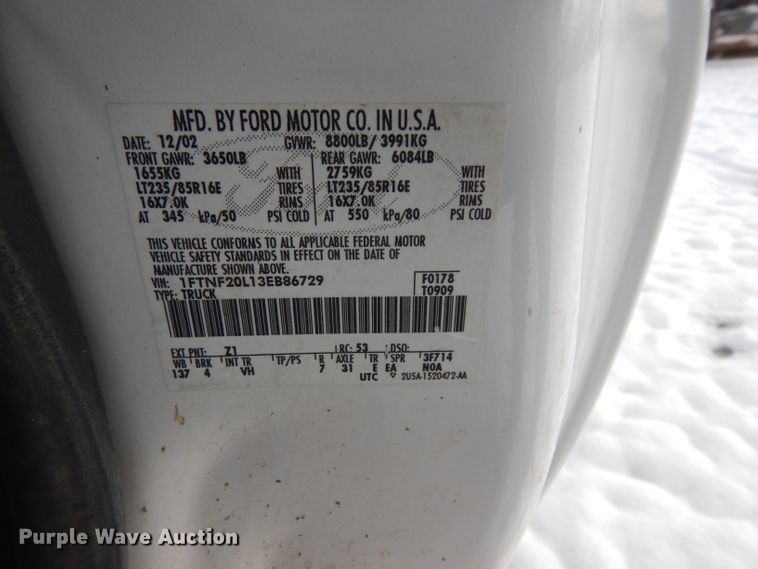 MFD. BY FORD MOTOR CO. IN U.S.A.
DATE: 12/02 GVWR: 8800LB/ 3991KG
FRONT GAWR: 3650LB REAR GAWR: 6084LB
1655KG WITH 2759KG WITH
LT235/85R16E TIRES LT235/85R16E TIRES
16X7.0K RIMS 16X7.0K RIMS
AT 345 kPa/50 PSI COLD AT 550 kPa/80 PSI COLD
THIS VEHICLE CONFORMS TO ALL APPLICABLE FEDERAL MOTOR
VEHICLE SAFETY STANDARDS IN EFFECT ON THE DATE OF
MANUFACTURE SHOWN ABOVE.
VIN: 1FTNF20L13EB86729 F0178
TYPE: TRUCK T0909
EXT PNT: Z1 RC: 53 DSO:
WB BRK INT TR TP/PS R AXLE TR SPR 3F714
137 4 VH 7 31 E EA N0A
UTC 2U5A-1520472-AA
Purple Wave Auction